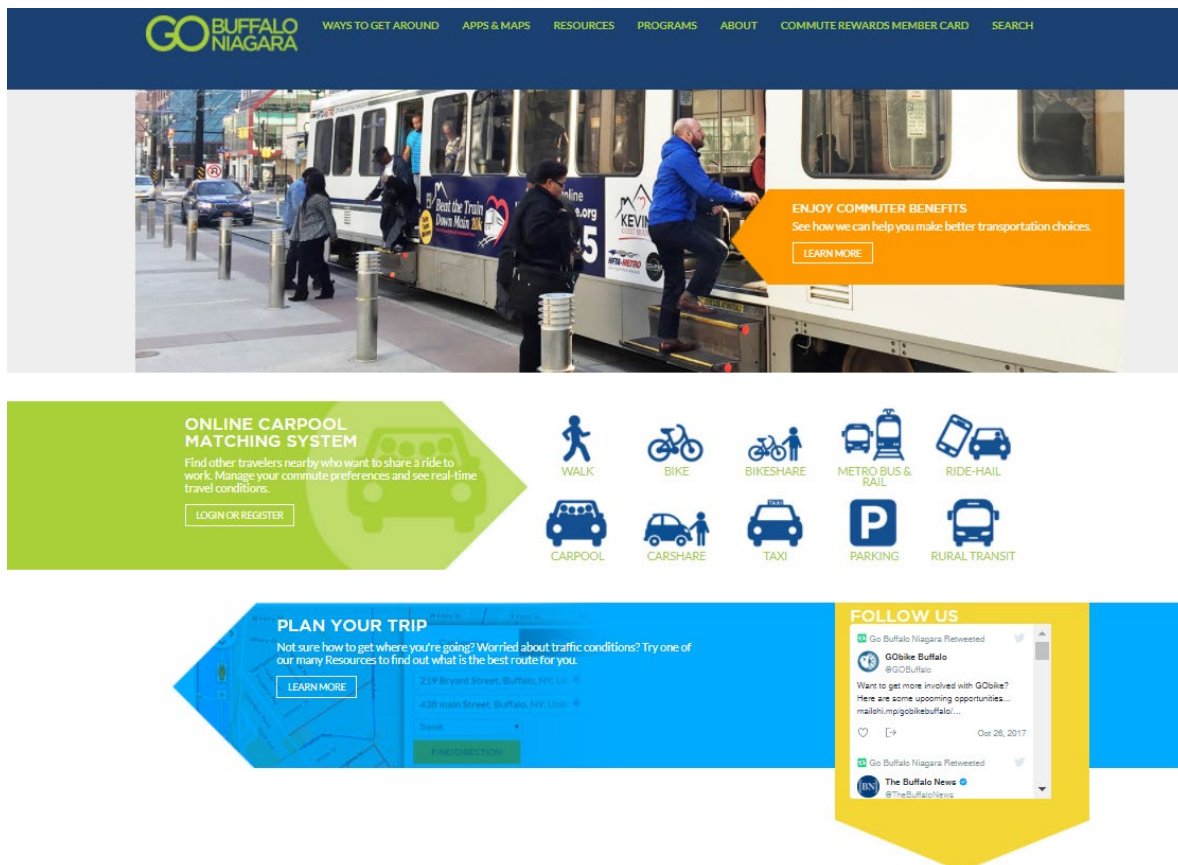 GO BUFFALO
NIAGARA
WAYS TO GET AROUND APPS & MAPS RESOURCES PROGRAMS ABOUT COMMUTE REWARDS MEMBER CARD SEARCH
Beat the Train
Down Main 10k
KEVIN
ENJOY COMMUTER BENEFITS
See how we can help you make better transportation choices.
LEARN MORE
ONLINE CARPOOL
MATCHING SYSTEM
Find other travelers nearby who want to share a ride to
work. Manage your commute preferences and see real-time
travel conditions.
LOGIN OR REGISTER
WALK BIKE BIKESHARE METRO BUS &
RAIL RIDE-HAIL
TAXI
P
CARPOOL CARSHARE TAXI PARKING RURAL TRANSIT
PLAN YOUR TRIP
Not sure how to get where you're going? Worried about traffic conditions? Try one of
our many Resources to find out what is the best route for you.
LEARN MORE
219 Bryant Street, Buffalo, NY,
436 main Street, Buffalo, NY,
Transit
FIND DIRECTION
FOLLOW US
Go Buffalo Niagara Retweeted
GObike Buffalo
@GOBuffalo
Want to get more involved with GObike?
Here are some upcoming opportunities...
mailchi.mp/gobikebuffalo/...
Oct 26, 2017
Go Buffalo Niagara Retweeted
BN
The Buffalo News
@TheBuffaloNews